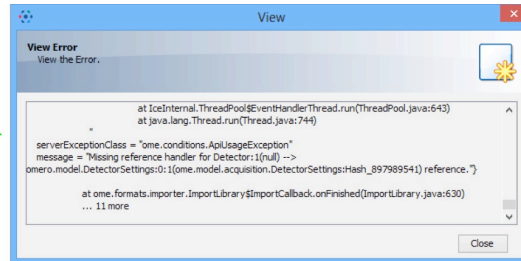 View
View Error
View the Error.
at IceInternal.ThreadPool$EventHandlerThread.run(ThreadPool.java:643)
at java.lang.Thread.run(Thread.java:744)
"
serverExceptionClass = "ome.conditions.ApiUsageException"
message = "Missing reference handler for Detector:1(null) -->
omero.model.DetectorSettings:0:1(ome.model.acquisition.DetectorSettings:Hash_897989541) reference."}
at ome.formats.importer.ImportLibrary$ImportCallback.onFinished(ImportLibrary.java:630)
... 11 more
Close